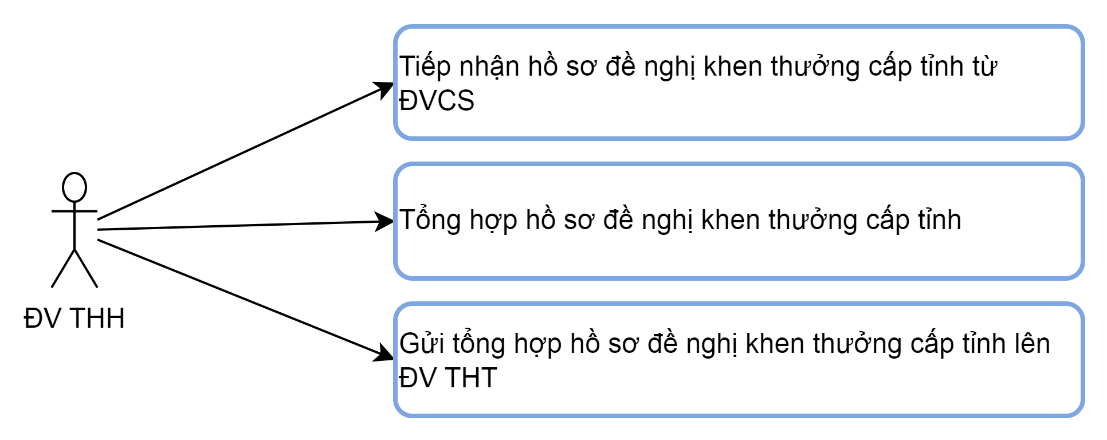 Tiếp nhận hồ sơ đề nghị khen thưởng cấp tỉnh từ
ĐVCS
Tổng hợp hồ sơ đề nghị khen thưởng cấp tỉnh
ĐV THH
Gửi tổng hợp hồ sơ đề nghị khen thưởng cấp tỉnh lên
ĐV THT